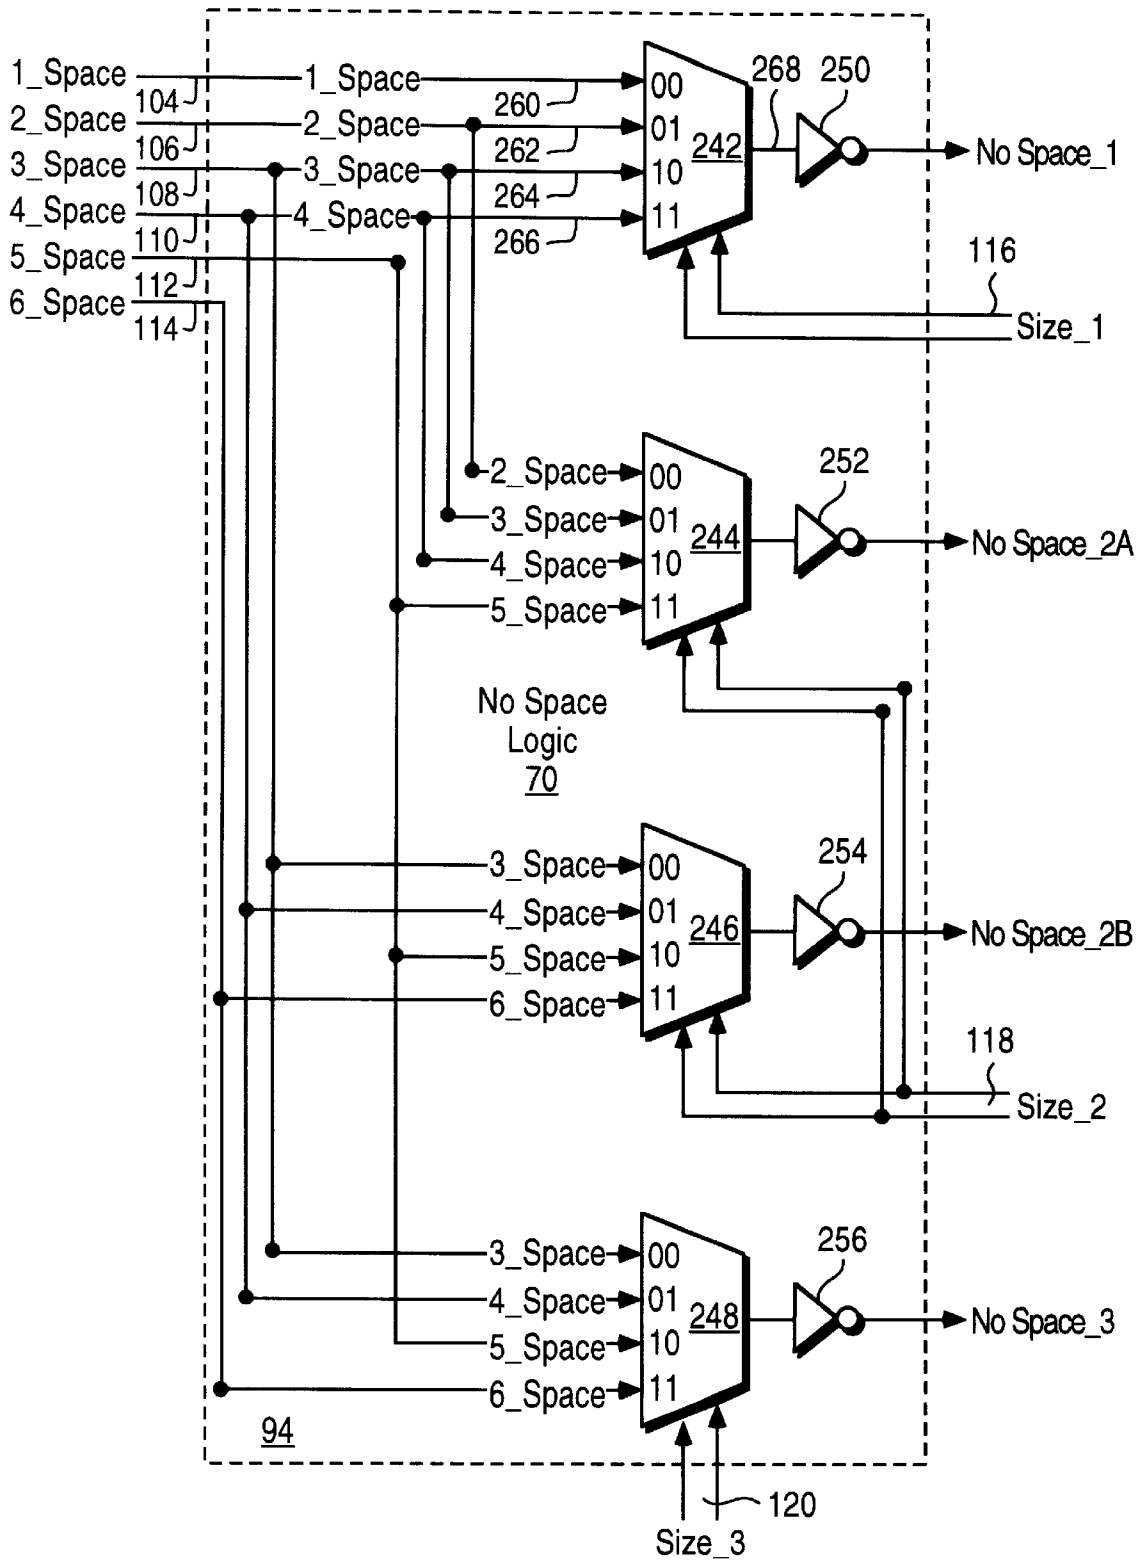 1_Space
104
1_Space
260
00
268
250
2_Space
106
2_Space
262
01
242
No Space_1
3_Space
108
3_Space
264
10
4_Space
110
4_Space
266
11
5_Space
112
6_Space
114
116
Size_1
2_Space
00
252
3_Space
01
244
No Space_2A
4_Space
10
5_Space
11
No Space
Logic
70
3_Space
00
254
4_Space
01
246
No Space_2B
5_Space
10
6_Space
11
118
Size_2
3_Space
00
256
4_Space
01
248
No Space_3
5_Space
10
6_Space
11
94
120
Size_3